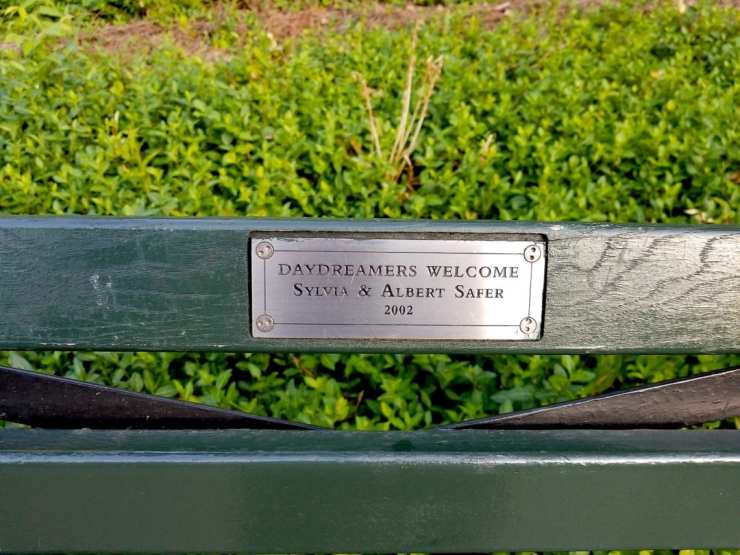 DAYDREAMERS WELCOME
SYLVIA & ALBERT SAFER
2002